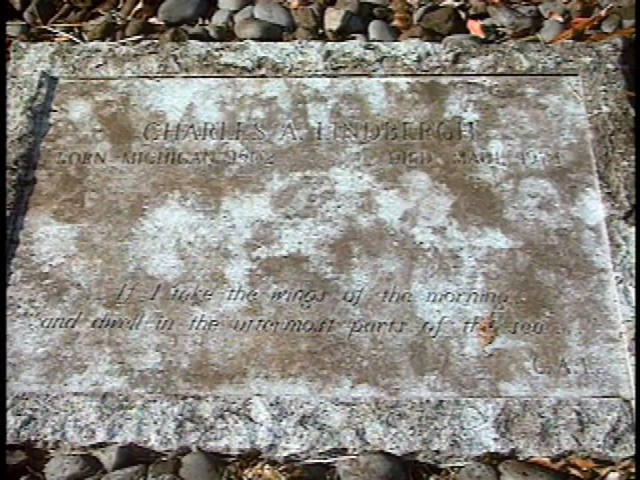 CHARLES A. LINDBERGH
BORN MICHIGAN 1902 DIED MAUI 1974
...If I take the wings of the morning,
and dwell in the uttermost parts of the sea...
C.A.L.